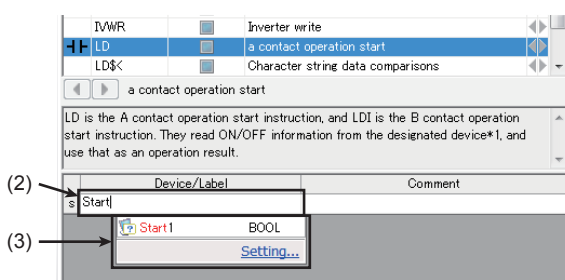 IVWR Inverter write
LD a contact operation start
LD$< Character string data comparisons
a contact operation start
LD is the A contact operation start instruction, and LDI is the B contact operation
start instruction. They read ON/OFF information from the designated device*1, and
use that as an operation result.
Device/Label Comment
(2)
s Start
(3)
Start1 BOOL
Setting...